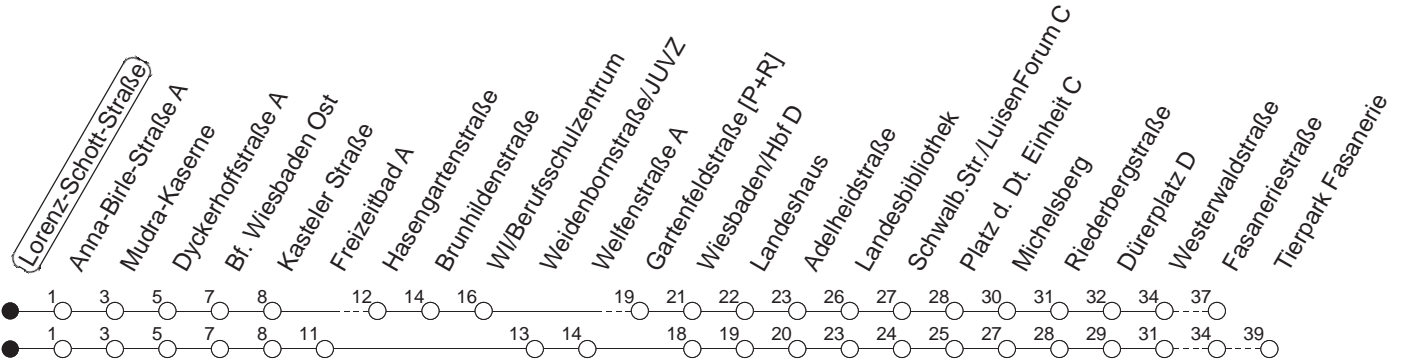 Lorenz-Schott-Straße
Anna-Birle-Straße A
Mudra-Kaserne
Dyckerhoffstraße A
Bf. Wiesbaden Ost
Kasteler Straße
Freizeitbad A
Hasengartenstraße
Brunhildenstraße
WI/Berufsschulzentrum
Weidenbornstraße/JUVZ
Welfenstraße A
Gartenfeldstraße [P+R]
Wiesbaden/Hbf D
Landeshaus
Adelheidstraße
Landesbibliothek
Schwalb.Str./LuisenForum C
Platz d. Dt. Einheit C
Michelsberg
Riederbergstraße
Dürerplatz D
Westerwaldstraße
Fasaneriestraße
Tierpark Fasanerie
1 3 5 7 8 12 14 16 19 21 22 23 26 27 28 30 31 32 34 37
1 3 5 7 8 11 13 14 18 19 20 23 24 25 27 28 29 31 34 39